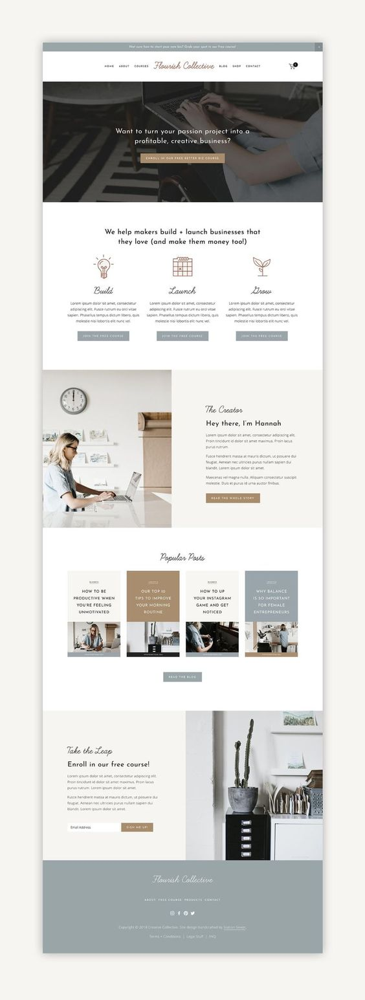 Not sure how to start your new biz? Grab your spot in our free course!
HOME ABOUT COURSES Flourish Collective BLOG SHOP CONTACT
Want to turn your passion project into a
profitable, creative business?
ENROLL IN OUR FREE BETTER BIZ COURSE
We help makers build + launch businesses that
they love (and make them money too!)
Build
Lorem ipsum dolor sit amet, consectetur
adipiscing elit. Fusce rutrum eu orci vitae
sapien. Phasellus tempus dictum libero, quis
molestie nisi lobortis elit nunc vel.
JOIN THE FREE COURSE
Launch
Lorem ipsum dolor sit amet, consectetur
adipiscing elit. Fusce rutrum eu orci vitae
sapien. Phasellus tempus dictum libero, quis
molestie nisi lobortis elit nunc vel.
JOIN THE FREE COURSE
Grow
Lorem ipsum dolor sit amet, consectetur
adipiscing elit. Fusce rutrum eu orci vitae
sapien. Phasellus tempus dictum libero, quis
molestie nisi lobortis elit nunc vel.
JOIN THE FREE COURSE
The Creator
Hey there, I'm Hannah
Lorem ipsum dolor sit amet, consectetur adipiscing elit.
Proin tincidunt id dolor sit amet maximus. Proin lacus
purus rutrum.
Fusce hendrerit massa at mauris dictum, ut posuere dui
feugiat. Aenean nec ultricies purus nullam sapien dui
blandit. Lorem ipsum dolor sit amet.
Maecenas vel magna nulla. Aliquam consectetur suscipit
molestie. Duis et purus id urna auctor finibus.
READ THE WHOLE STORY
Popular Posts
HOW TO BE
PRODUCTIVE WHEN
YOU'RE FEELING
UNMOTIVATED
OUR TOP 10
TIPS TO IMPROVE
YOUR MORNING
ROUTINE
HOW TO UP
YOUR INSTAGRAM
GAME AND GET
NOTICED
WHY BALANCE
IS SO IMPORTANT
FOR FEMALE
ENTREPRENEURS
READ THE BLOG
Take the Leap
Enroll in our free course!
Lorem ipsum dolor sit amet, consectetur adipiscing elit.
Proin tincidunt id dolor sit amet maximus. Proin lacus
purus rutrum. Lorem ipsum dolor sit amet.
Fusce hendrerit massa at mauris dictum, ut posuere dui
feugiat. Aenean nec ultricies purus nullam sapien dui
blandit. Lorem ipsum dolor sit amet.
Email Address SIGN ME UP!
Flourish Collective
ABOUT FREE COURSE PRODUCTS CONTACT
Copyright © 2018 Creative Collective. Site design handcrafted by Station Seven.
Terms + Conditions | Legal Stuff | FAQ